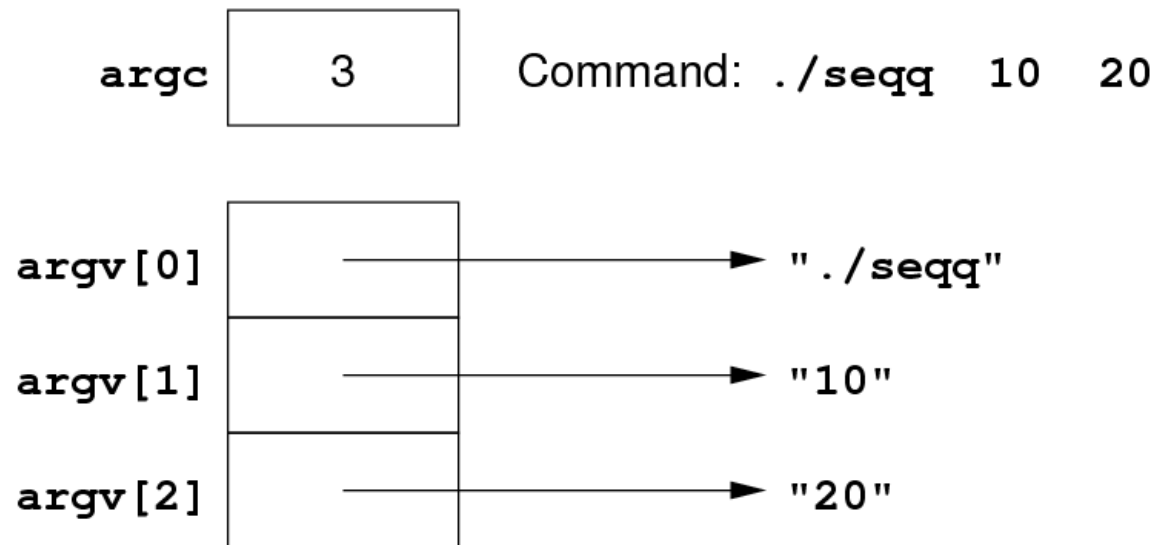 argc 3 Command: ./seqq 10 20
argv[0] "./seqq"
argv[1] "10"
argv[2] "20"